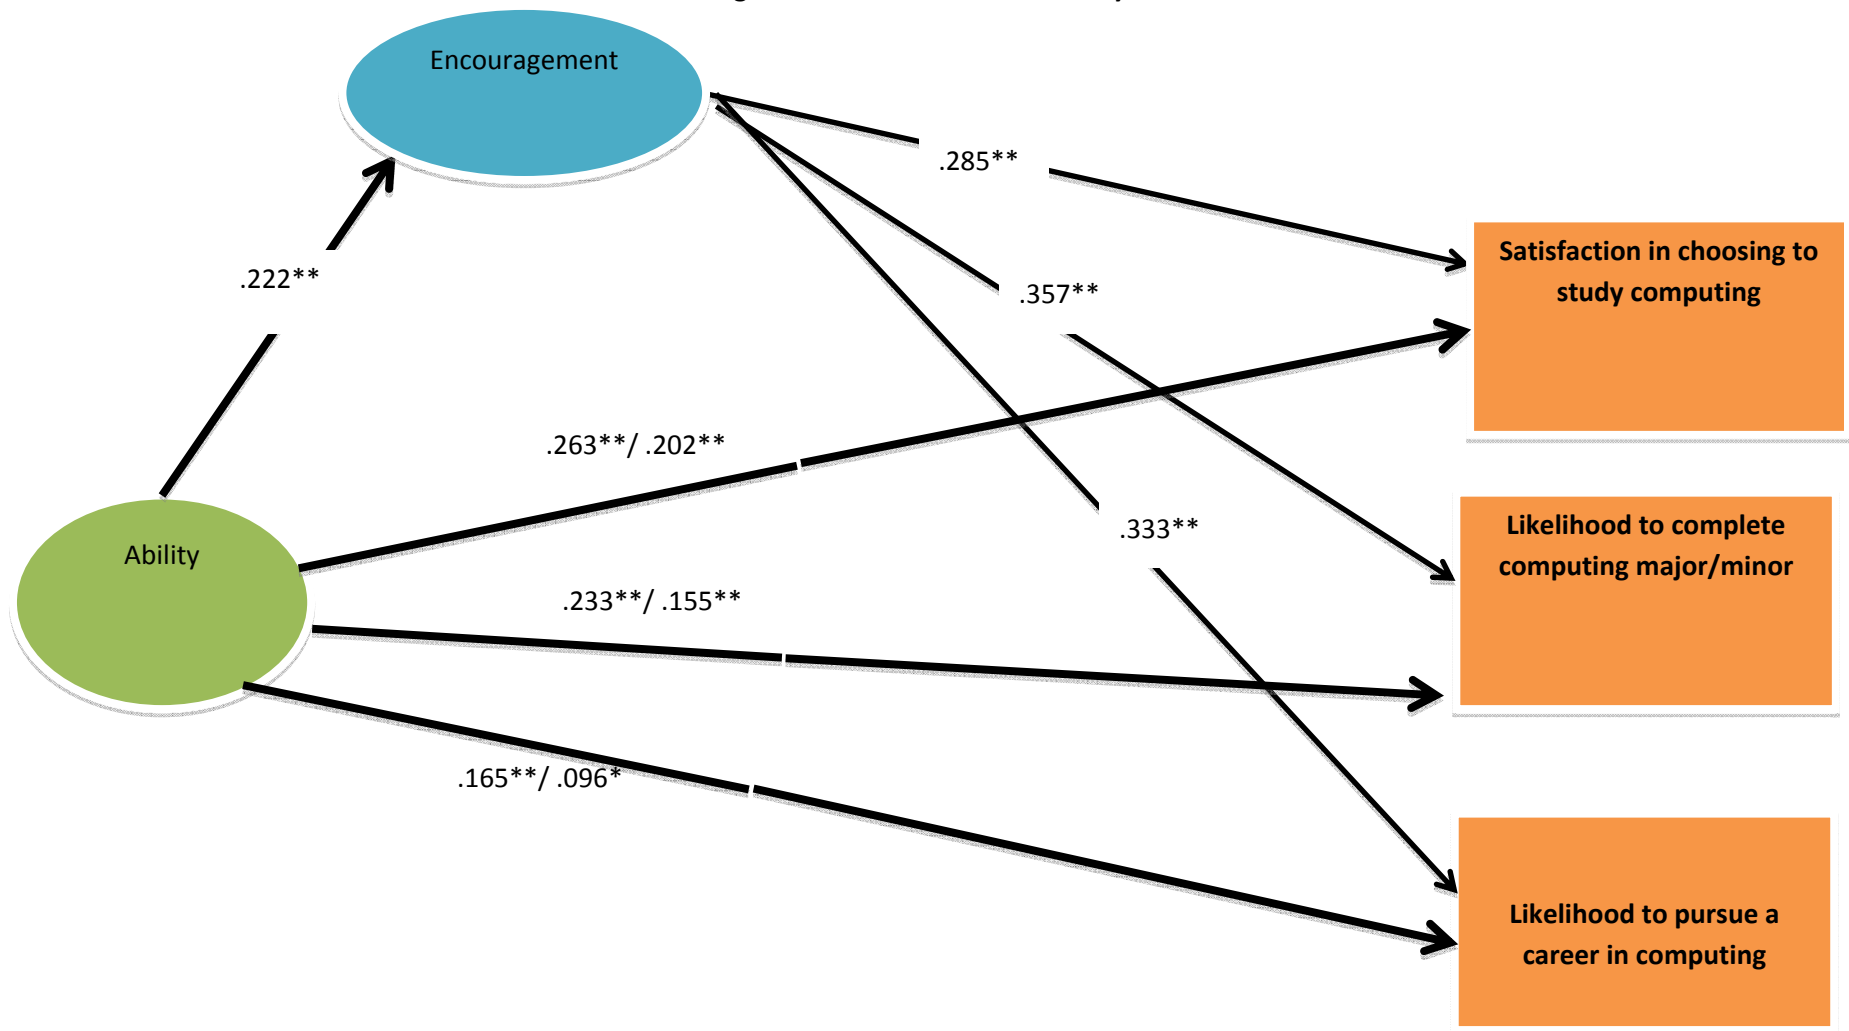 Encouragement
.285**
Satisfaction in choosing to
study computing
.222**
.357**
.263**/ .202**
Likelihood to complete
computing major/minor
.333**
Ability
.233**/ .155**
.165**/ .096*
Likelihood to pursue a
career in computing